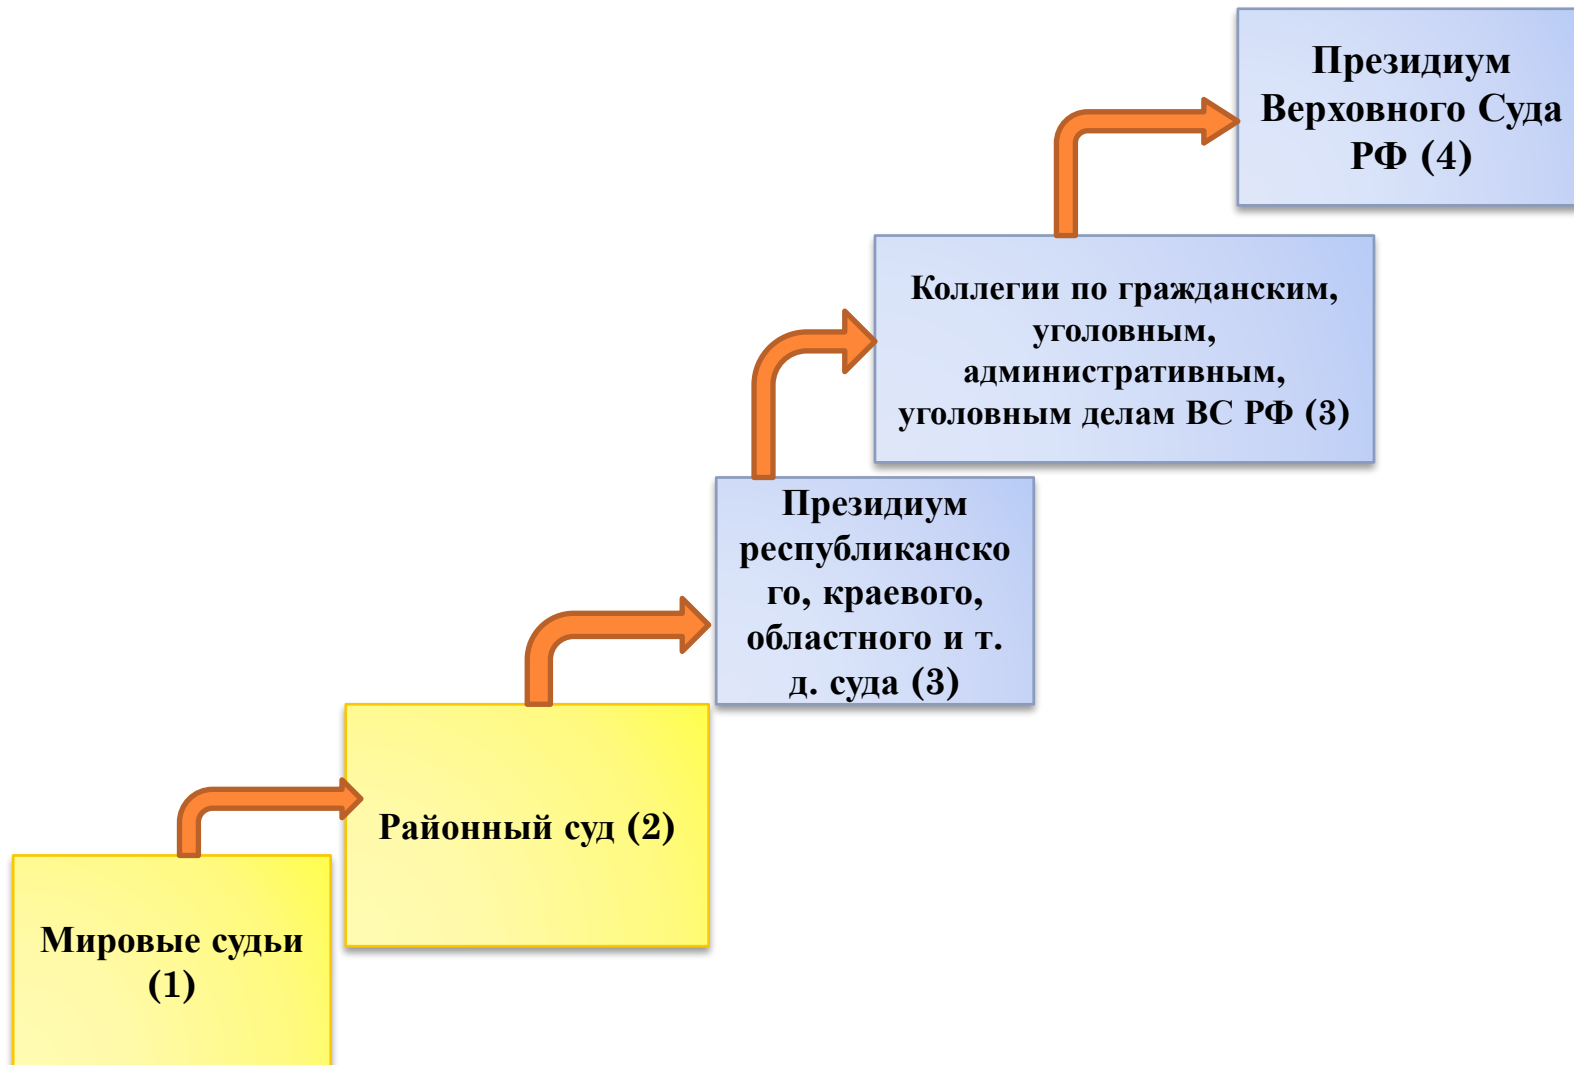 Президиум
Верховного Суда
РФ (4)
Коллегии по гражданским,
уголовным,
административным,
уголовным делам ВС РФ (3)
Президиум
республиканско
го, краевого,
областного и т.
д. суда (3)
Районный суд (2)
Мировые судьи
(1)